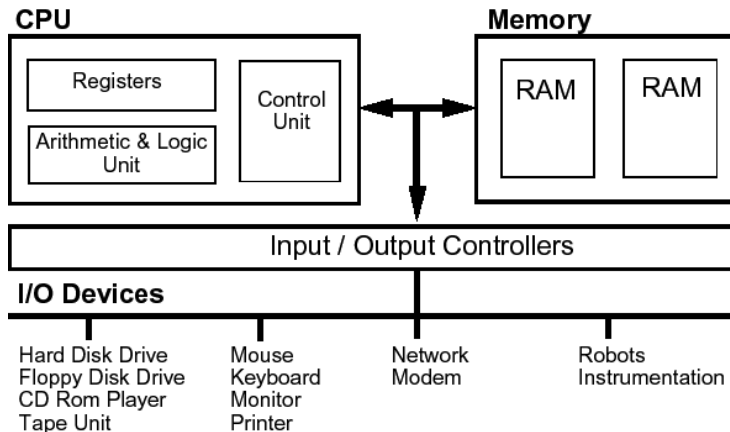 CPU
Memory
Registers
Arithmetic & Logic
Unit
Control
Unit
RAM
RAM
Input / Output Controllers
I/O Devices
Hard Disk Drive
Floppy Disk Drive
CD Rom Player
Tape Unit
Mouse
Keyboard
Monitor
Printer
Network
Modem
Robots
Instrumentation